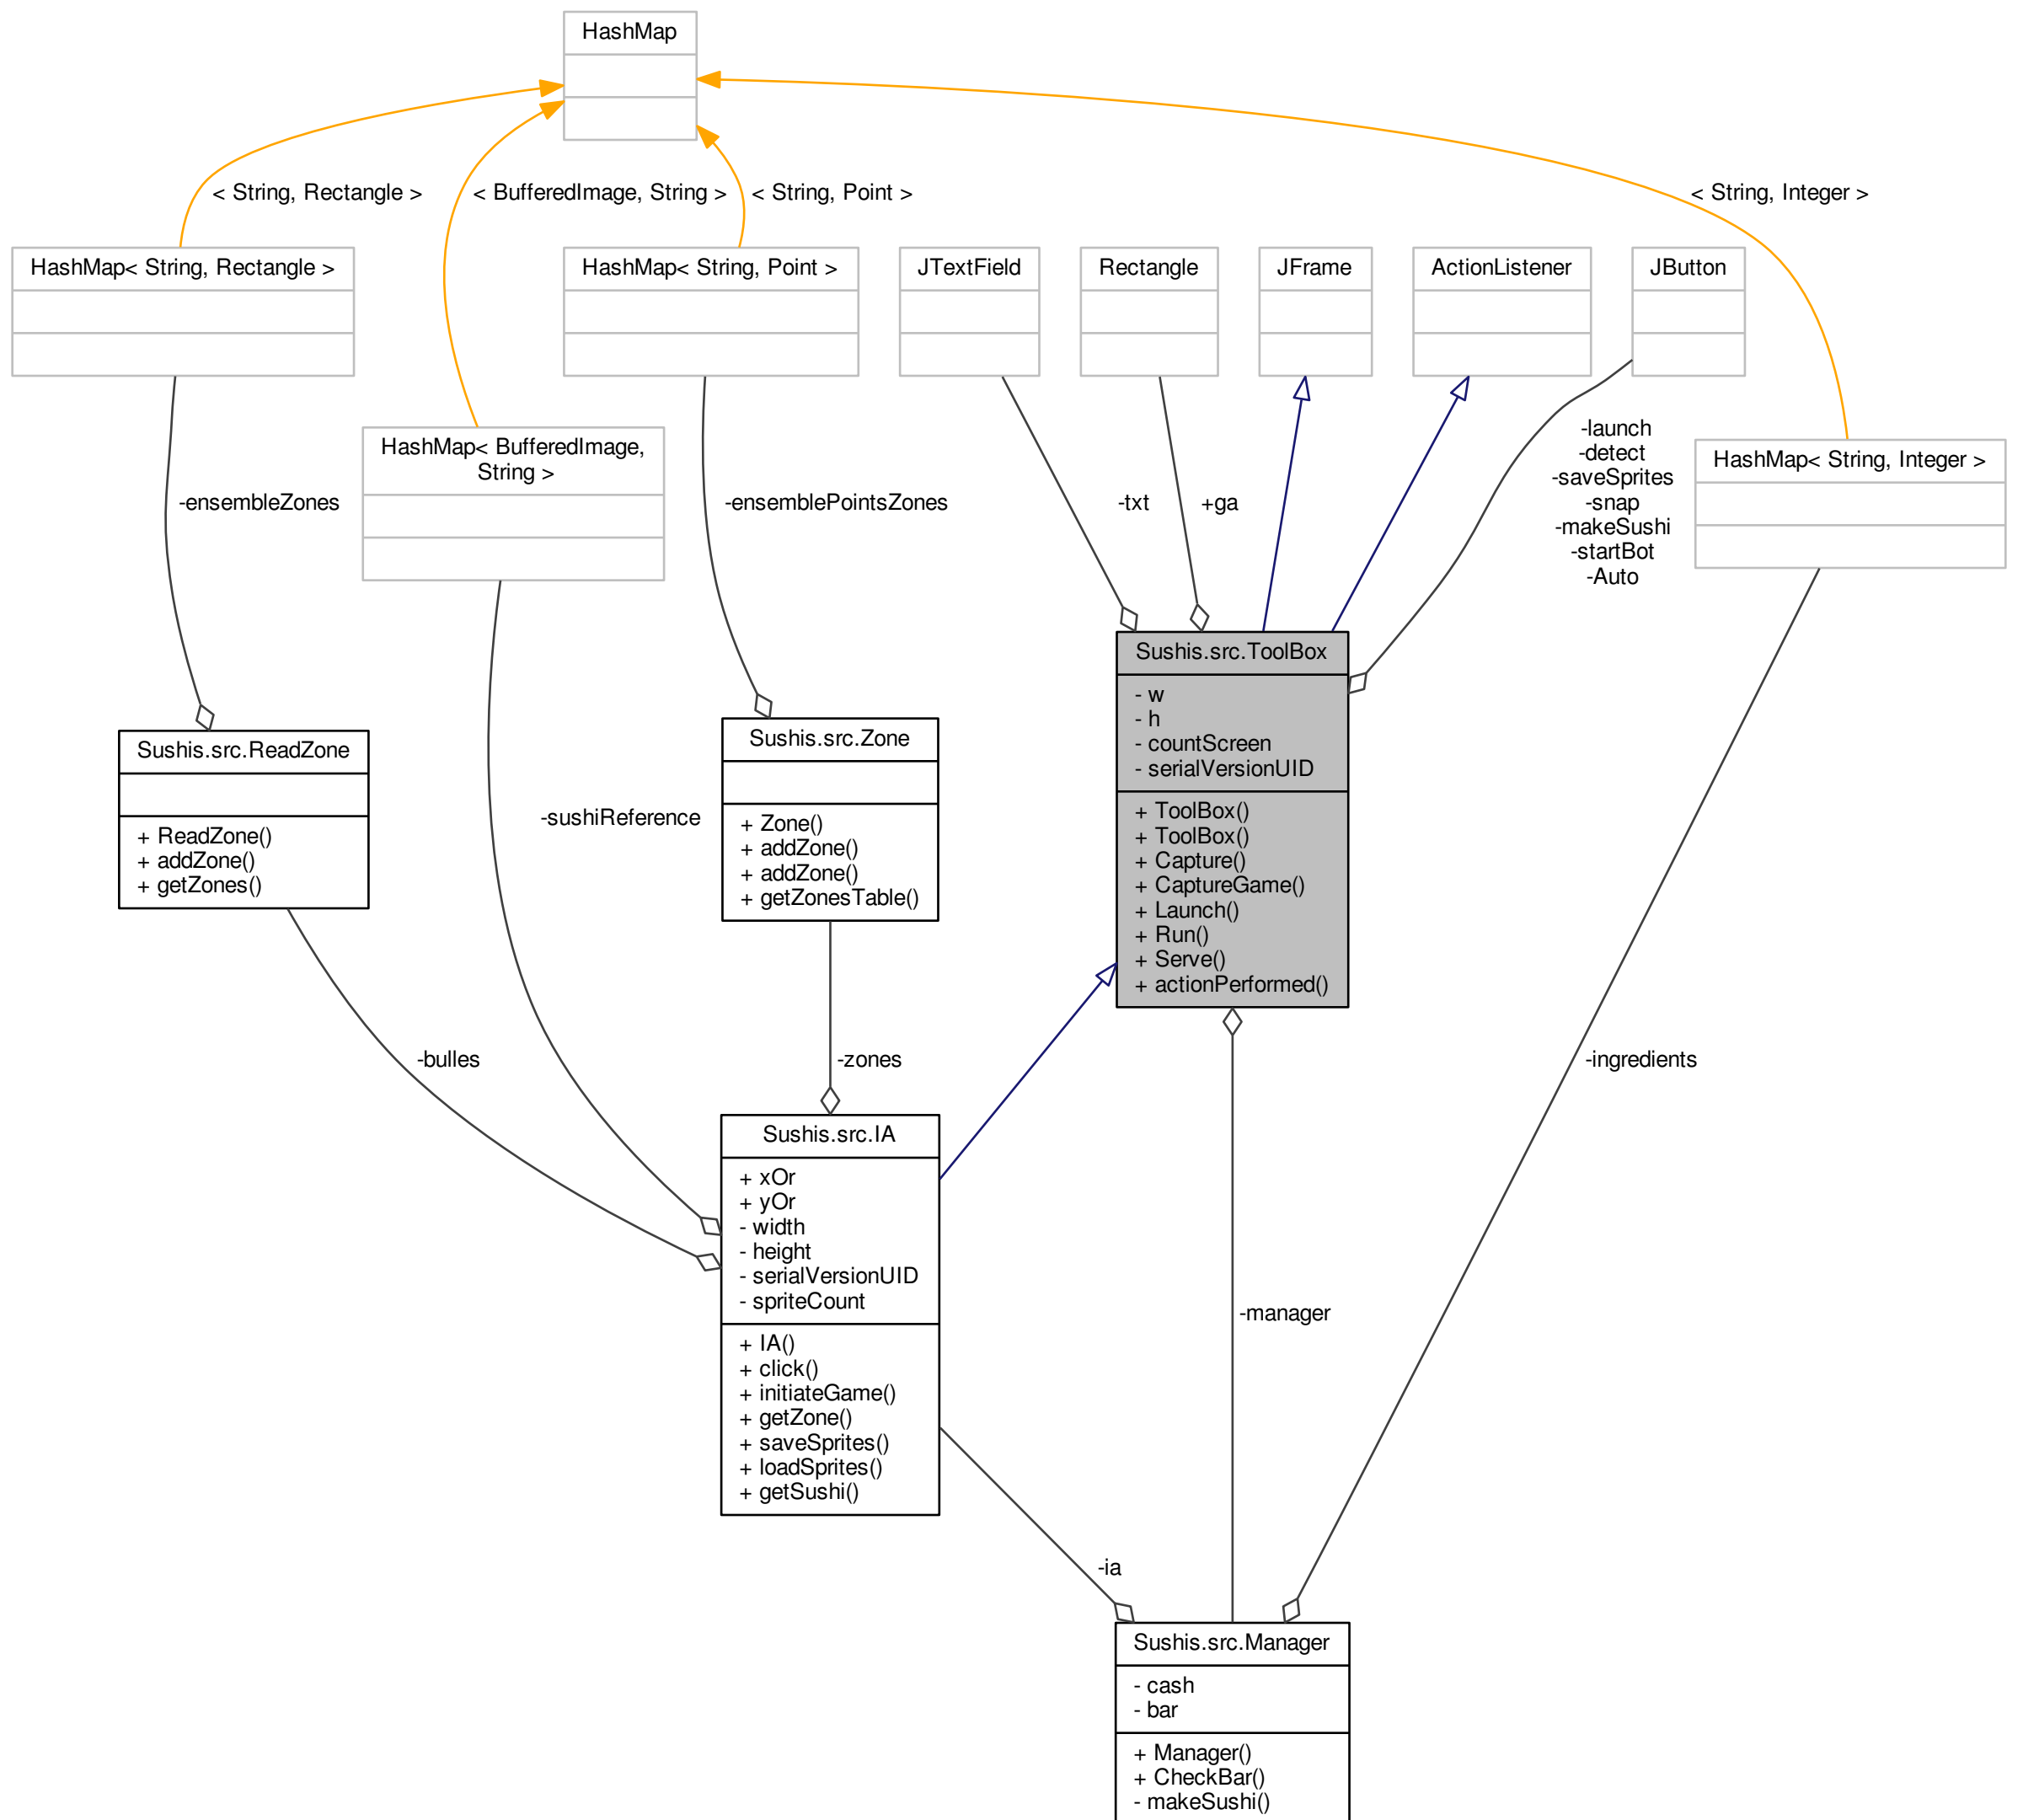 HashMap
< String, Rectangle >
< BufferedImage, String >
< String, Point >
< String, Integer >
HashMap< String, Rectangle >
HashMap< String, Point >
JTextField
Rectangle
JFrame
ActionListener
JButton
HashMap< BufferedImage,
String >
HashMap< String, Integer >
-launch
-detect
-saveSprites
-snap
-makeSushi
-startBot
-Auto
-ensembleZones
-ensemblePointsZones
-txt
+ga
Sushis.src.ToolBox
- w
- h
- countScreen
- serialVersionUID
+ ToolBox()
+ ToolBox()
+ Capture()
+ CaptureGame()
+ Launch()
+ Run()
+ Serve()
+ actionPerformed()
Sushis.src.ReadZone
+ ReadZone()
+ addZone()
+ getZones()
-sushiReference
Sushis.src.Zone
+ Zone()
+ addZone()
+ addZone()
+ getZonesTable()
-bulles
-zones
-ingredients
Sushis.src.IA
+ xOr
+ yOr
- width
- height
- serialVersionUID
- spriteCount
+ IA()
+ click()
+ initiateGame()
+ getZone()
+ saveSprites()
+ loadSprites()
+ getSushi()
-manager
-ia
Sushis.src.Manager
- cash
- bar
+ Manager()
+ CheckBar()
- makeSushi()